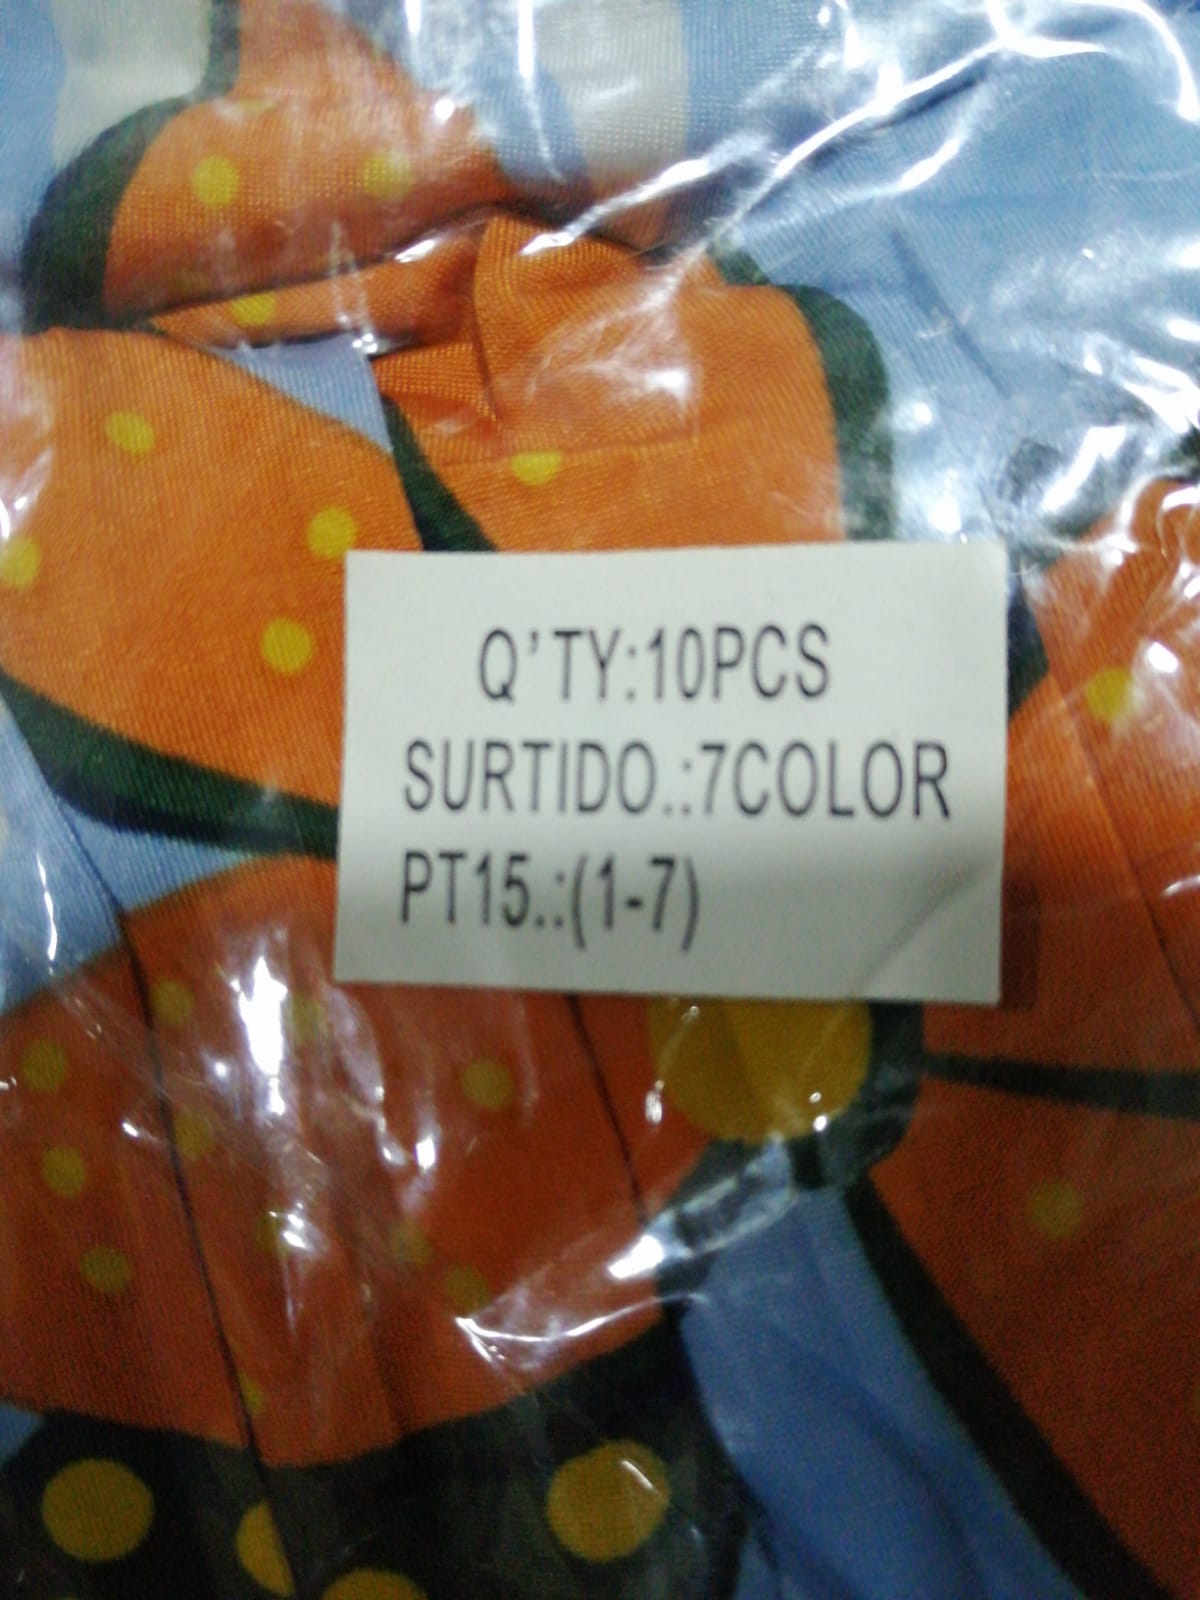 Q'TY:10PCS
SURTIDO.:7COLOR
PT15.:(1-7)